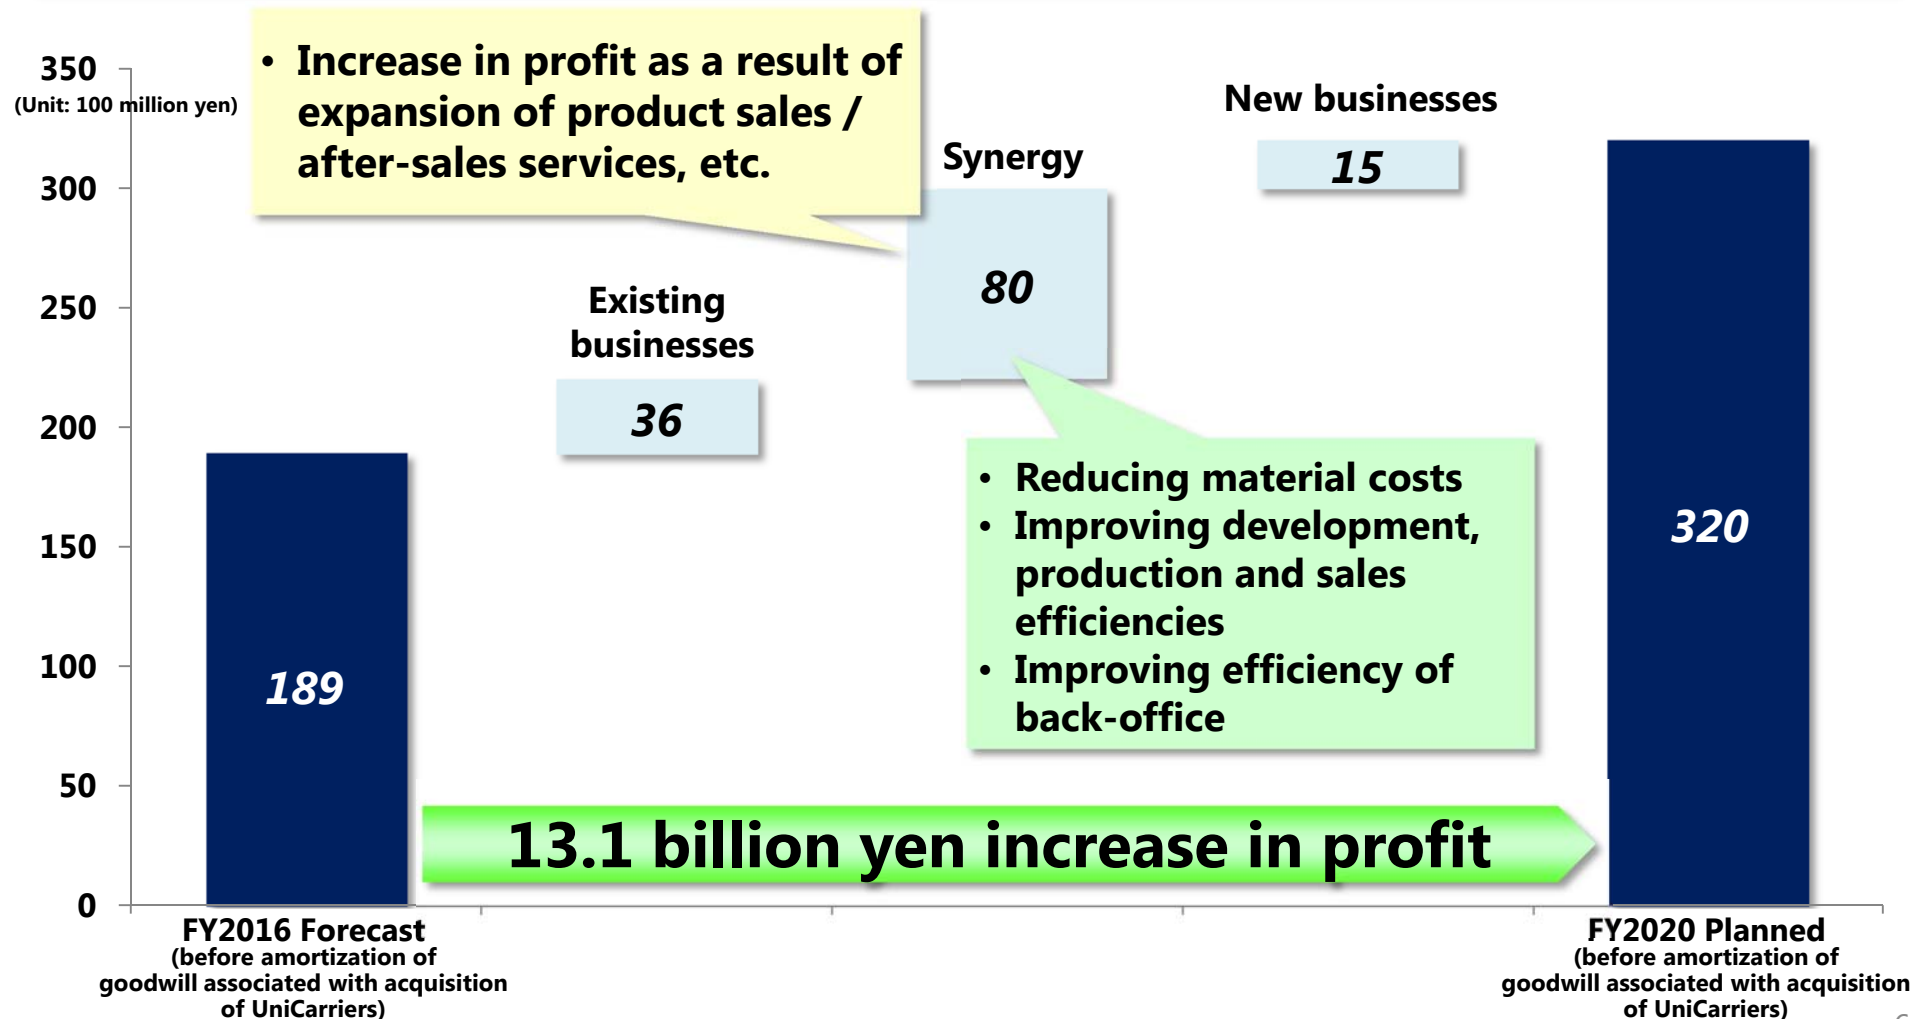 350
(Unit: 100 million yen)
300
250
200
150
100
50
0
• Increase in profit as a result of
expansion of product sales /
after-sales services, etc.
Existing
businesses
36
Synergy
80
New businesses
15
• Reducing material costs
• Improving development,
production and sales
efficiencies
• Improving efficiency of
back-office
189
320
13.1 billion yen increase in profit
FY2016 Forecast
(before amortization of
goodwill associated with acquisition
of UniCarriers)
FY2020 Planned
(before amortization of
goodwill associated with acquisition
of UniCarriers)